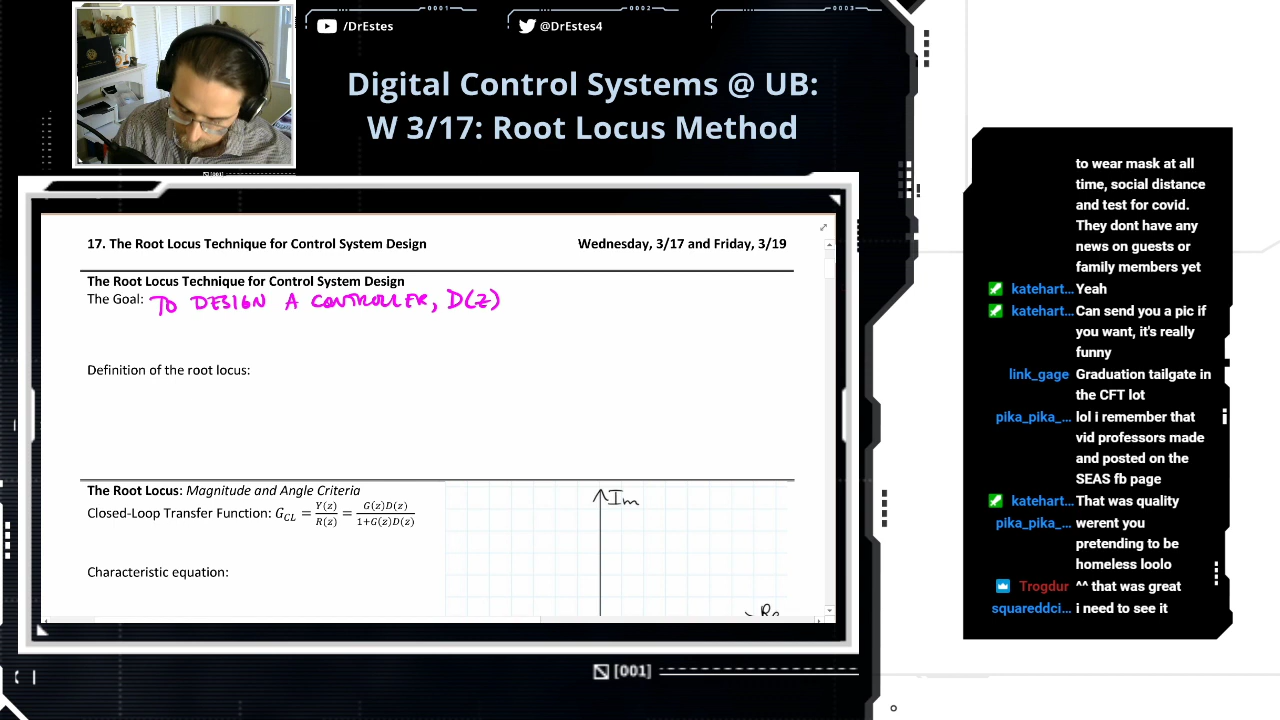 0001
0002
0003
/DrEstes
@DrEstes4
Digital Control Systems @ UB:
W 3/17: Root Locus Method
[001]
17. The Root Locus Technique for Control System Design
Wednesday, 3/17 and Friday, 3/19
The Root Locus Technique for Control System Design
The Goal: TO DESIGN A CONTROLLER, D(Z)
Definition of the root locus:
The Root Locus: Magnitude and Angle Criteria
Closed-Loop Transfer Function: G_CL = Y(z)/R(z) = G(z)D(z)/1+G(z)D(z)
Characteristic equation:
Im
Re
[001]
to wear mask at all
time, social distance
and test for covid.
They dont have any
news on guests or
family members yet
katehart... Yeah
katehart... Can send you a pic if
you want, it's really
funny
link_gage Graduation tailgate in
the CFT lot
pika_pika_... lol i remember that
vid professors made
and posted on the
SEAS fb page
katehart... That was quality
pika_pika_... werent you
pretending to be
homeless loolo
Trogdur ^^ that was great
squareddci... i need to see it